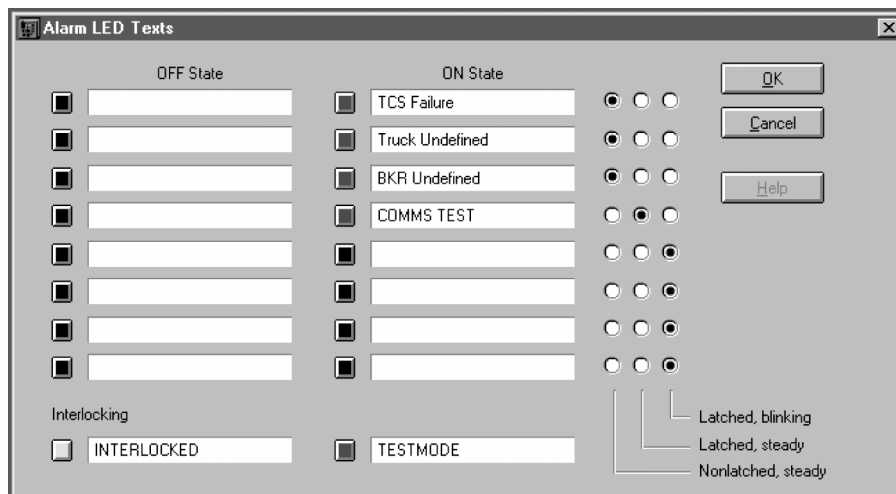 Alarm LED Texts
OFF State
ON State
OK
TCS Failure
Cancel
Truck Undefined
BKR Undefined
Help
COMMS TEST
Interlocking
INTERLOCKED
TESTMODE
Latched, blinking
Latched, steady
Nonlatched, steady